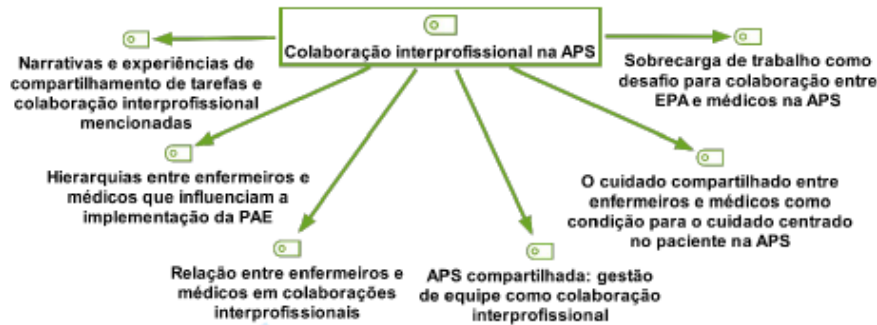 Colaboração interprofissional na APS
Narrativas e experiências de
compartilhamento de tarefas e
colaboração interprofissional
mencionadas
Sobrecarga de trabalho como
desafio para colaboração entre
EPA e médicos na APS
Hierarquias entre enfermeiros e
médicos que influenciam a
implementação da PAE
O cuidado compartilhado entre
enfermeiros e médicos como
condição para o cuidado centrado
no paciente na APS
Relação entre enfermeiros e
médicos em colaborações
interprofissionais
APS compartilhada: gestão
de equipe como colaboração
interprofissional